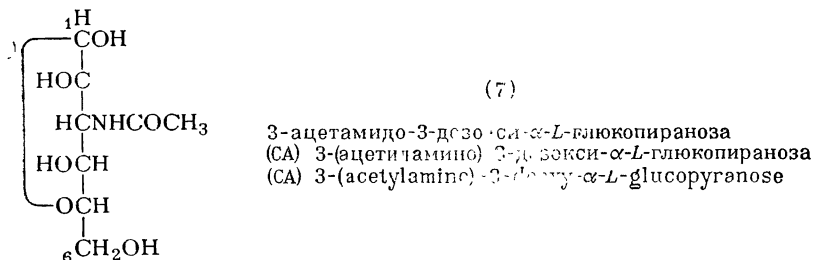 1H
COH
HOC
(7)
HCNHCOCH3
3-ацетамидо-3-дезокси-α-L-глюкопираноза
HOCH
(CA) 3-(ацетиламино)-3-дезокси-α-L-глюкопираноза
(CA) 3-(acetylamino)-3-deoxy-α-L-glucopyranose
OCH
6CH2OH